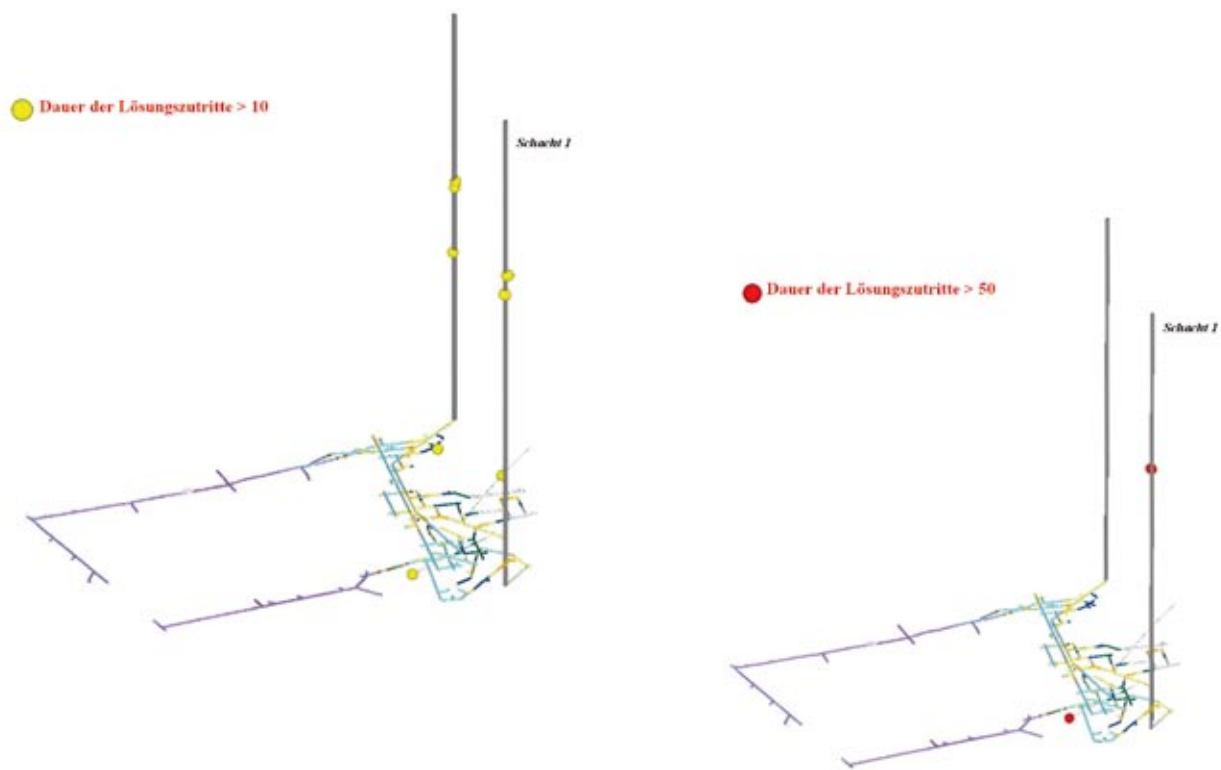 Dauer der Lösungszutritte > 10
Schacht 1
Dauer der Lösungszutritte > 50
Schacht 1